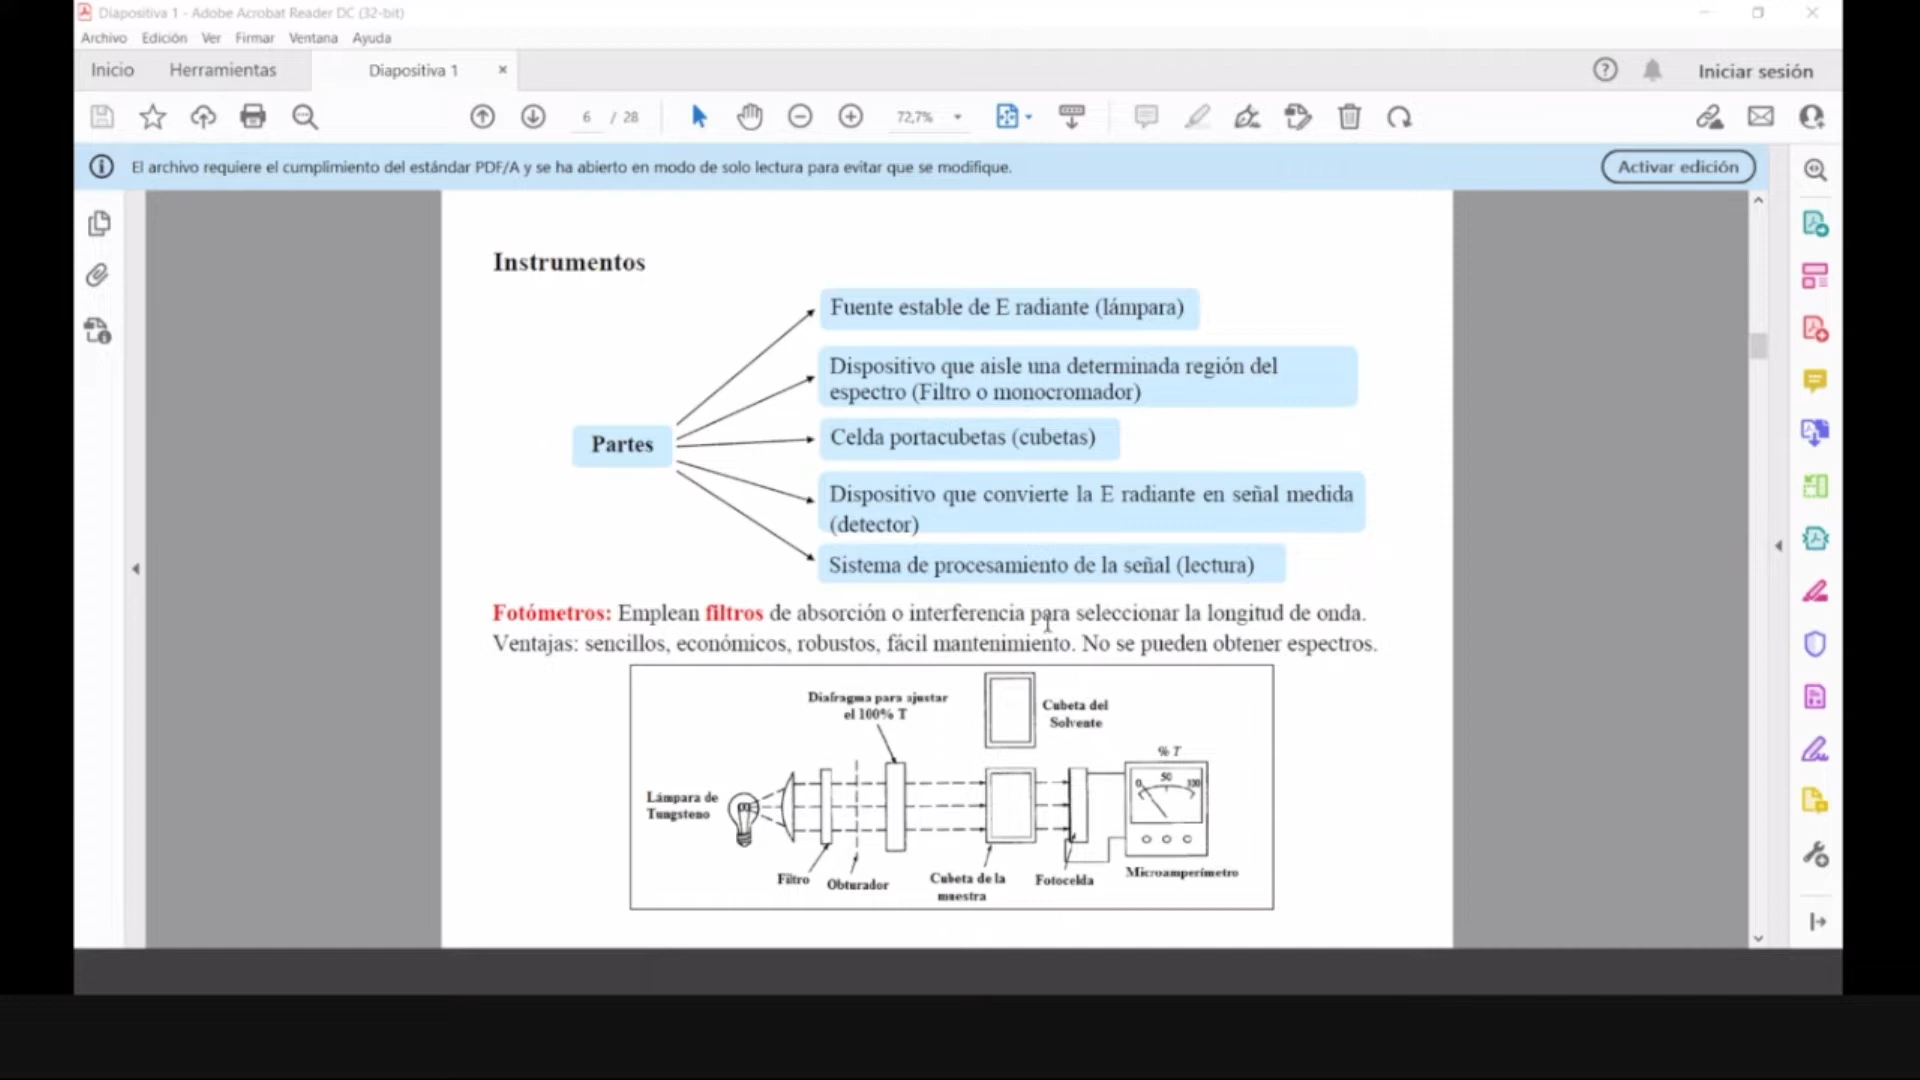 Diapositiva 1 - Adobe Acrobat Reader DC (32-bit)
Archivo Edición Ver Firmar Ventana Ayuda
Inicio Herramientas Diapositiva 1 × Iniciar sesión
6 / 28 72,7%
El archivo requiere el cumplimiento del estándar PDF/A y se ha abierto en modo de solo lectura para evitar que se modifique. Activar edición
Instrumentos
Fuente estable de E radiante (lámpara)
Dispositivo que aisle una determinada región del
espectro (Filtro o monocromador)
Partes
Celda portacubetas (cubetas)
Dispositivo que convierte la E radiante en señal medida
(detector)
Sistema de procesamiento de la señal (lectura)
Fotómetros: Emplean filtros de absorción o interferencia para seleccionar la longitud de onda.
Ventajas: sencillos, económicos, robustos, fácil mantenimiento. No se pueden obtener espectros.
Diafragma para ajustar
el 100% T
Cubeta del
Solvente
% T
0 50 100
Lámpara de
Tungsteno
Filtro
Obturador
Cubeta de la
muestra
Fotocelda
Microamperímetro